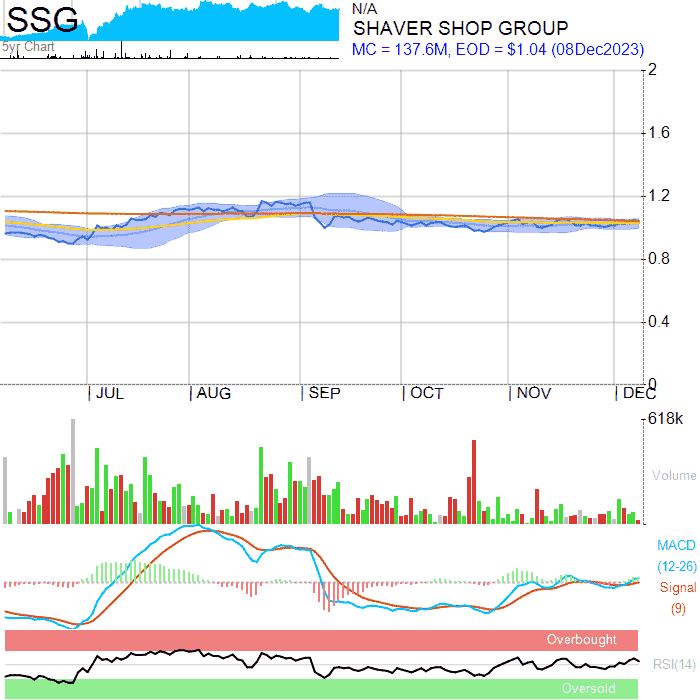 SSG
N/A
SHAVER SHOP GROUP
5yr Chart
MC = 137.6M, EOD = $1.04 (08Dec2023)
2
1.6
1.2
0.8
0.4
0
JUL AUG SEP OCT NOV DEC
618k
Volume
MACD
(12-26)
Signal
(9)
Overbought
RSI(14)
Oversold